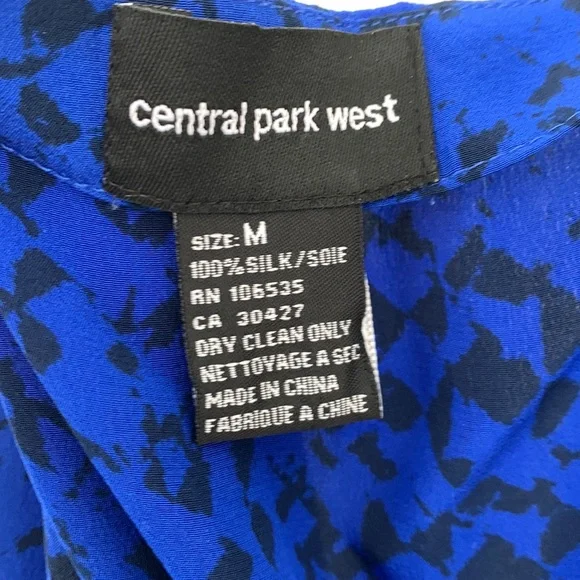 central park west
SIZE: M
100% SILK/SOIE
RN 106535
CA 30427
DRY CLEAN ONLY
NETTOYAGE A SEC
MADE IN CHINA
FABRIQUE A CHINE